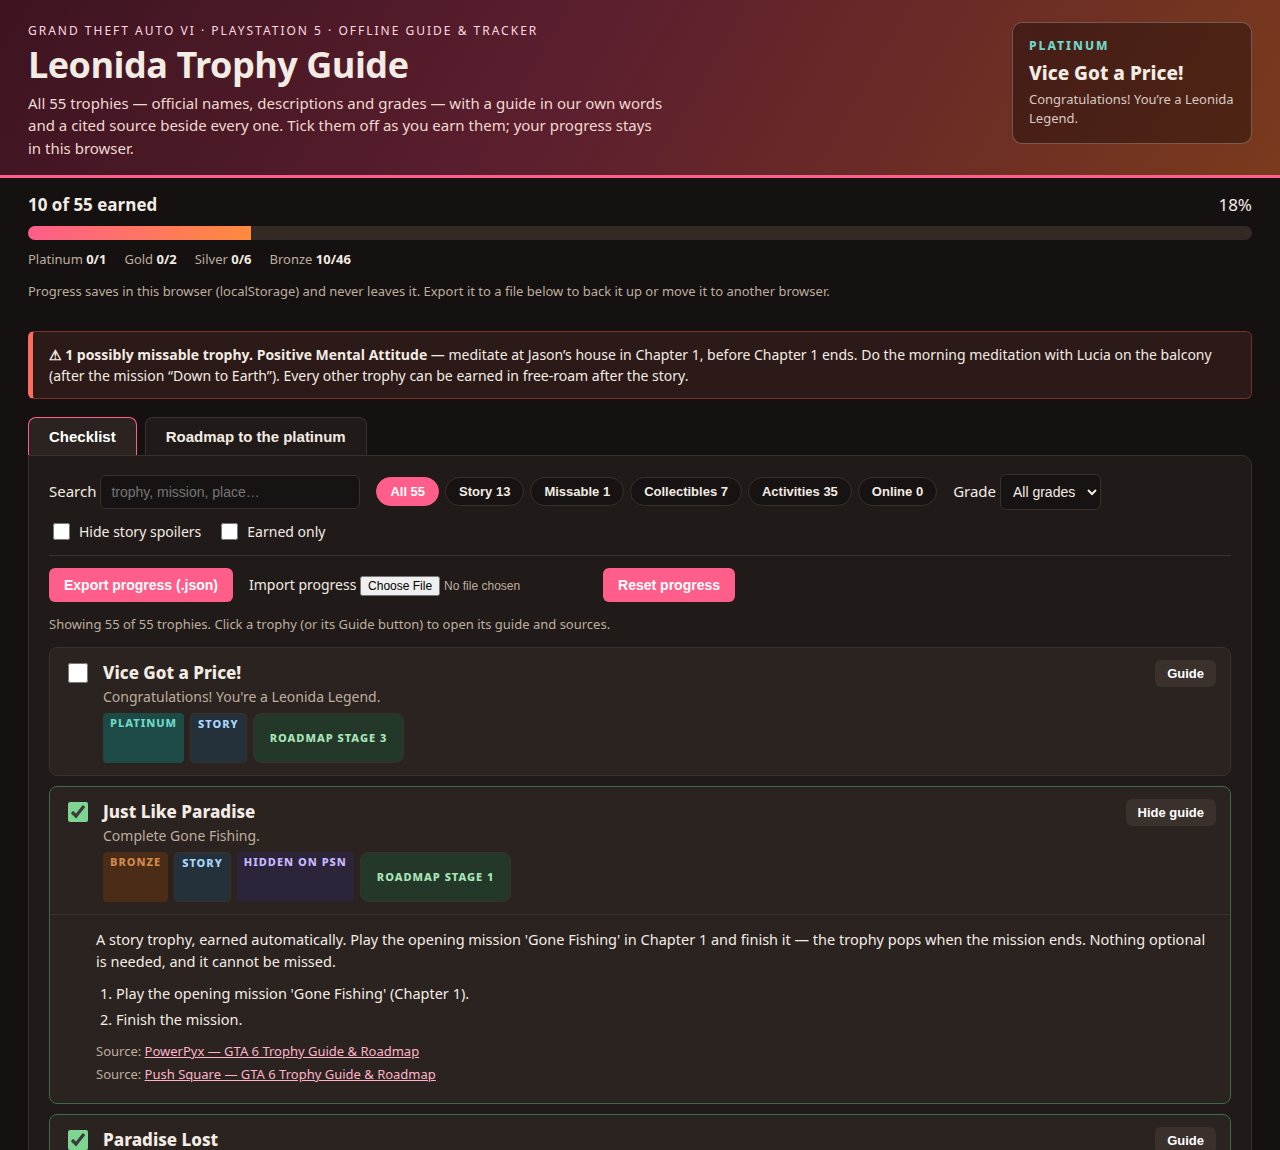 GRAND THEFT AUTO VI · PLAYSTATION 5 · OFFLINE GUIDE & TRACKER
Leonida Trophy Guide
All 55 trophies — official names, descriptions and grades — with a guide in our own words
and a cited source beside every one. Tick them off as you earn them; your progress stays
in this browser.
PLATINUM
Vice Got a Price!
Congratulations! You’re a Leonida
Legend.
10 of 55 earned
18%
Platinum 0/1 Gold 0/2 Silver 0/6 Bronze 10/46
Progress saves in this browser (localStorage) and never leaves it. Export it to a file below to back it up or move it to another browser.
⚠ 1 possibly missable trophy. Positive Mental Attitude — meditate at Jason’s house in Chapter 1, before Chapter 1 ends. Do the morning meditation with Lucia on the balcony
(after the mission “Down to Earth”). Every other trophy can be earned in free-roam after the story.
Checklist
Roadmap to the platinum
Search trophy, mission, place… All 55 Story 13 Missable 1 Collectibles 7 Activities 35 Online 0 Grade All grades
Hide story spoilers Earned only
Export progress (.json) Import progress Choose File No file chosen Reset progress
Showing 55 of 55 trophies. Click a trophy (or its Guide button) to open its guide and sources.
Vice Got a Price!
Guide
Congratulations! You're a Leonida Legend.
PLATINUM STORY ROADMAP STAGE 3
Just Like Paradise
Hide guide
Complete Gone Fishing.
BRONZE STORY HIDDEN ON PSN ROADMAP STAGE 1
A story trophy, earned automatically. Play the opening mission 'Gone Fishing' in Chapter 1 and finish it — the trophy pops when the mission ends. Nothing optional
is needed, and it cannot be missed.
1. Play the opening mission 'Gone Fishing' (Chapter 1).
2. Finish the mission.
Source: PowerPyx — GTA 6 Trophy Guide & Roadmap
Source: Push Square — GTA 6 Trophy Guide & Roadmap
Paradise Lost
Guide